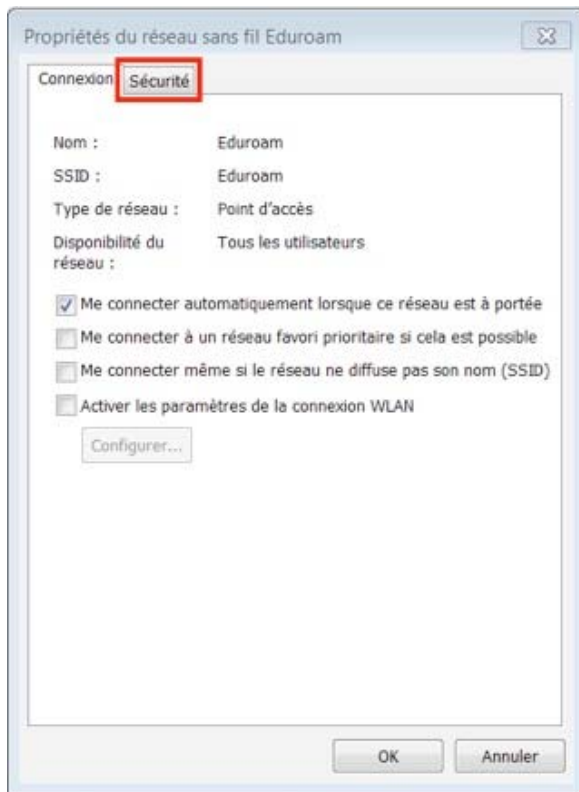 Propriétés du réseau sans fil Eduroam
Connexion Sécurité
Nom : Eduroam
SSID : Eduroam
Type de réseau : Point d'accès
Disponibilité du Tous les utilisateurs
réseau :
Me connecter automatiquement lorsque ce réseau est à portée
Me connecter à un réseau favori prioritaire si cela est possible
Me connecter même si le réseau ne diffuse pas son nom (SSID)
Activer les paramètres de la connexion WLAN
Configurer...
OK Annuler